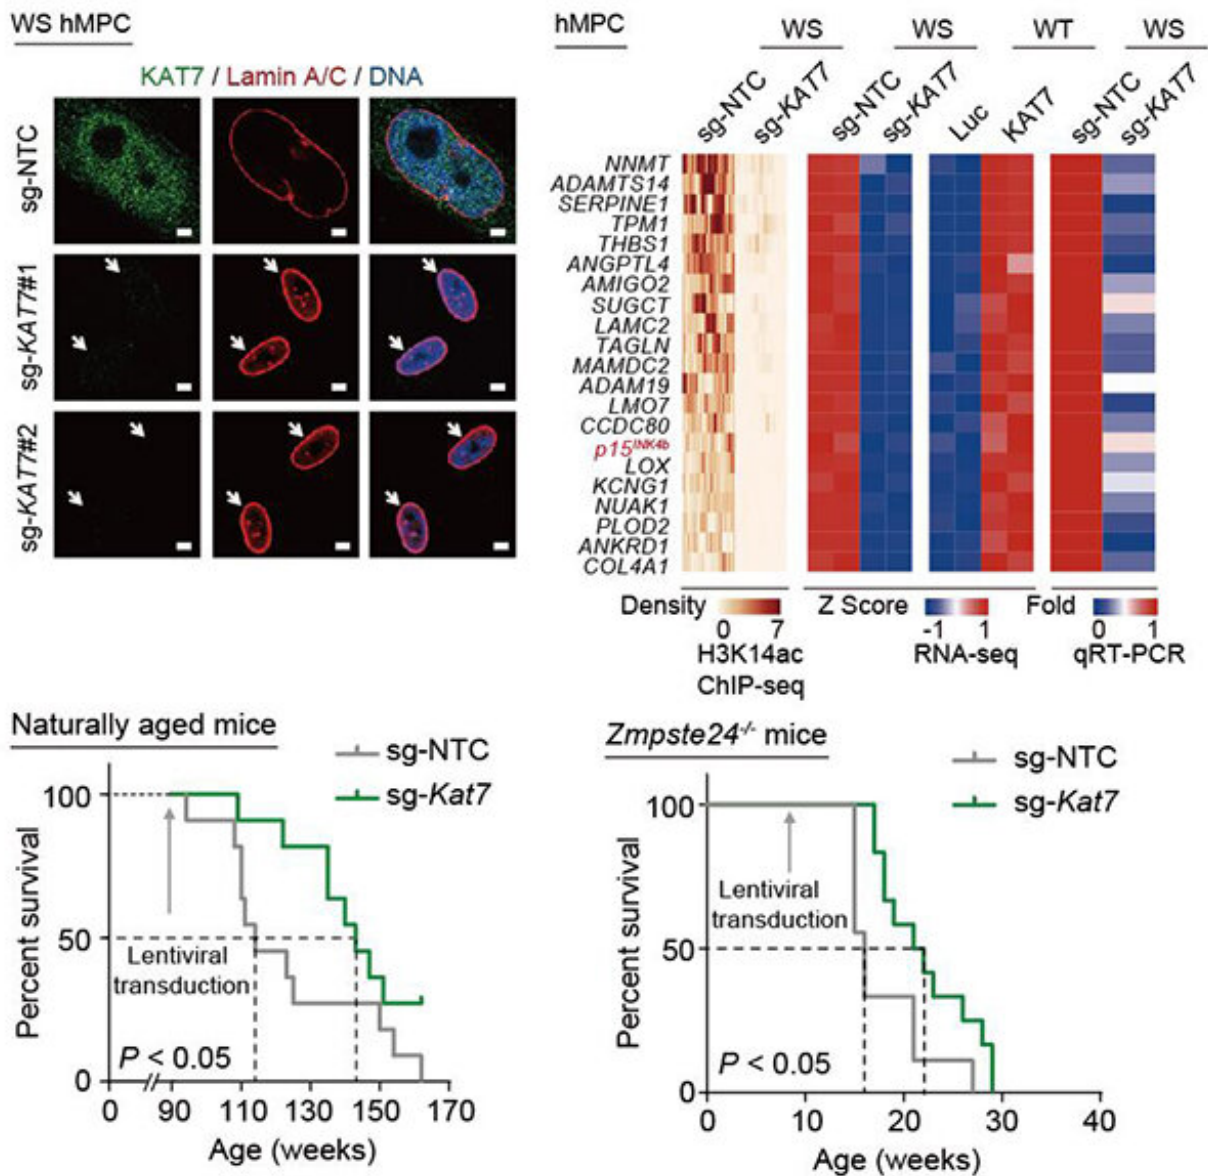 WS hMPC
KAT7 / Lamin A/C / DNA
sg-NTC
sg-KAT7#1
sg-KAT7#2
hMPC
WS
WS
WT
WS
sg-NTC
sg-KAT7
sg-NTC
sg-KAT7
Luc
KAT7
sg-NTC
sg-KAT7
NNMT
ADAMTS14
SERPINE1
TPM1
THBS1
ANGPTL4
AMIGO2
SUGCT
LAMC2
TAGLN
MAMDC2
ADAM19
LMO7
CCDC80
p15INK4b
LOX
KCNG1
NUAK1
PLOD2
ANKRD1
COL4A1
Density
0 7
H3K14ac
ChIP-seq
Z Score
-1 1
RNA-seq
Fold
0 1
qRT-PCR
Naturally aged mice
sg-NTC
sg-Kat7
Percent survival
100
50
0
Lentiviral
transduction
P < 0.05
0 90 110 130 150 170
Age (weeks)
Zmpste24-/- mice
sg-NTC
sg-Kat7
Percent survival
100
50
0
Lentiviral
transduction
P < 0.05
0 10 20 30 40
Age (weeks)